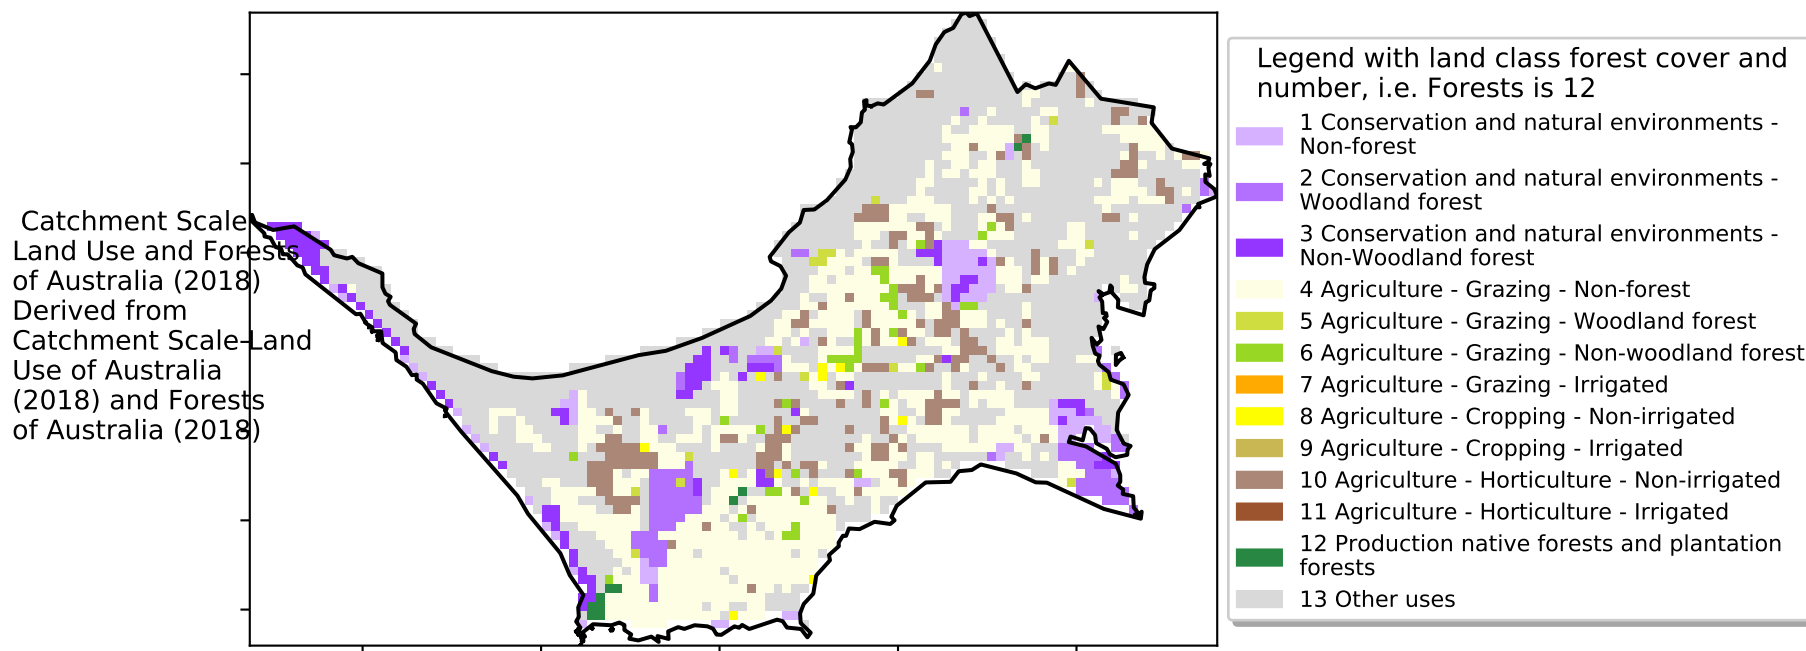 Catchment Scale
Land Use and Forests
of Australia (2018)
Derived from
Catchment Scale Land
Use of Australia
(2018) and Forests
of Australia (2018)
Legend with land class forest cover and
number, i.e. Forests is 12
1 Conservation and natural environments -
Non-forest
2 Conservation and natural environments -
Woodland forest
3 Conservation and natural environments -
Non-Woodland forest
4 Agriculture - Grazing - Non-forest
5 Agriculture - Grazing - Woodland forest
6 Agriculture - Grazing - Non-woodland forest
7 Agriculture - Grazing - Irrigated
8 Agriculture - Cropping - Non-irrigated
9 Agriculture - Cropping - Irrigated
10 Agriculture - Horticulture - Non-irrigated
11 Agriculture - Horticulture - Irrigated
12 Production native forests and plantation
forests
13 Other uses